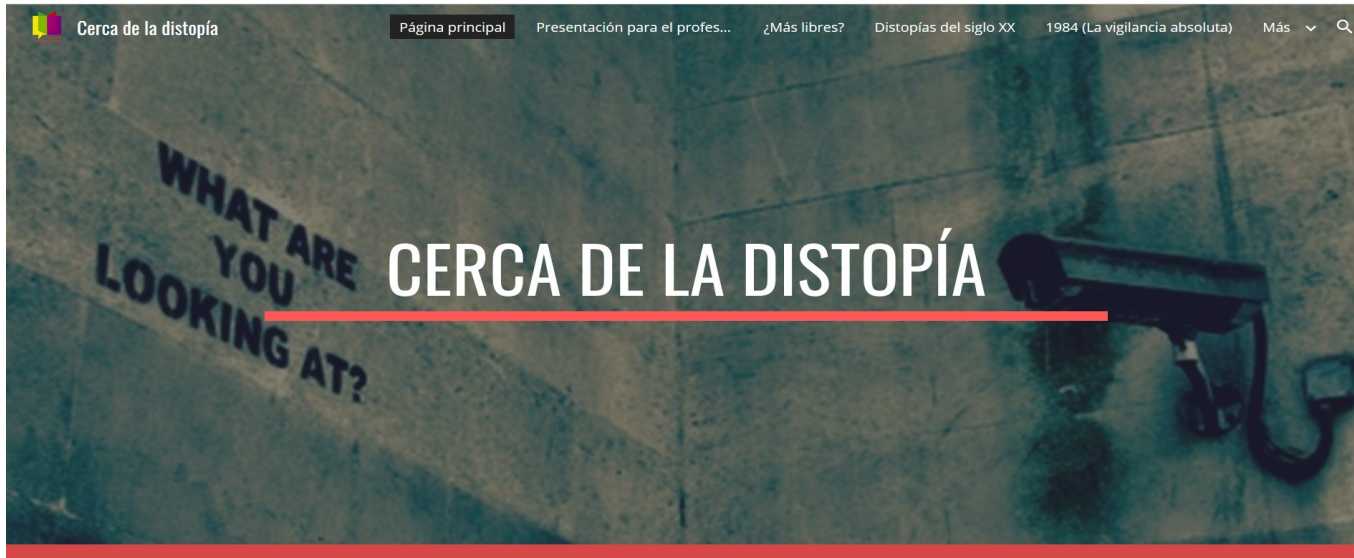 Cerca de la distopía
Página principal Presentación para el profes... ¿Más libres? Distopías del siglo XX 1984 (La vigilancia absoluta) Más
WHAT ARE
YOU
LOOKING AT?
CERCA DE LA DISTOPÍA